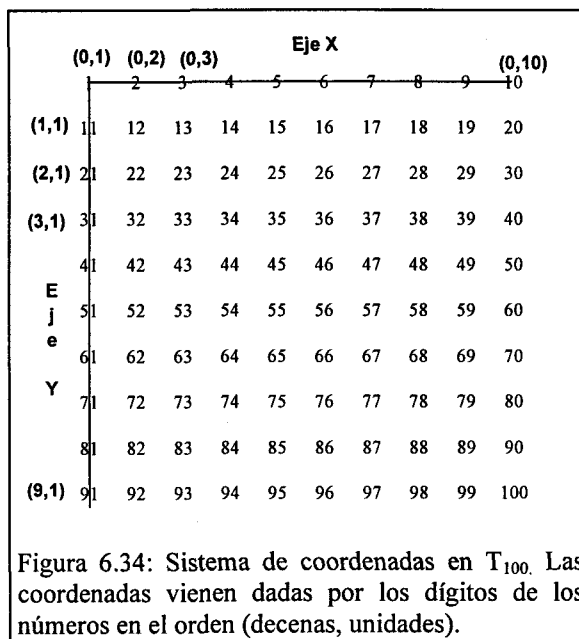 Eje X
(0,1) (0,2) (0,3) (0,10)
1 2 3 4 5 6 7 8 9 10
(1,1) 11 12 13 14 15 16 17 18 19 20
(2,1) 21 22 23 24 25 26 27 28 29 30
(3,1) 31 32 33 34 35 36 37 38 39 40
41 42 43 44 45 46 47 48 49 50
Eje Y
51 52 53 54 55 56 57 58 59 60
61 62 63 64 65 66 67 68 69 70
71 72 73 74 75 76 77 78 79 80
81 82 83 84 85 86 87 88 89 90
(9,1) 91 92 93 94 95 96 97 98 99 100
Figura 6.34: Sistema de coordenadas en T100. Las
coordenadas vienen dadas por los dígitos de los
números en el orden (decenas, unidades).